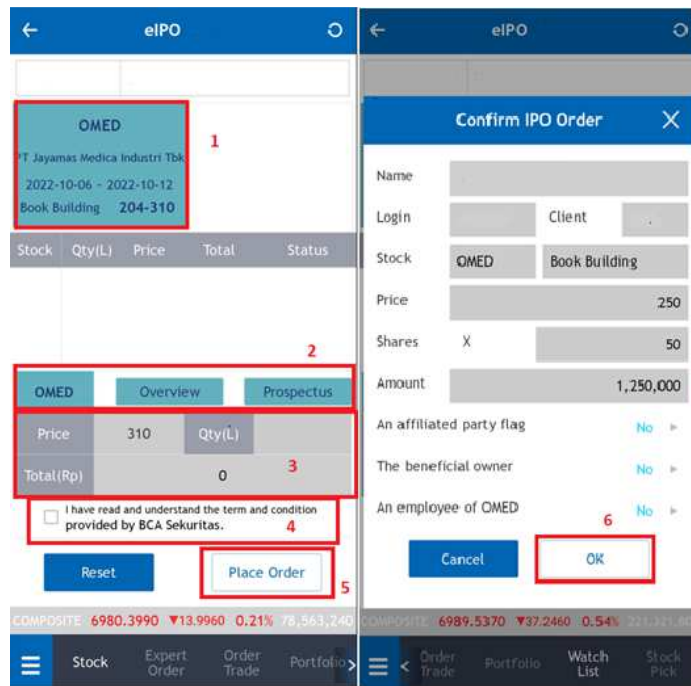 eIPO
OMED
PT Jayamas Medica Industri Tbk
2022-10-06 - 2022-10-12
Book Building 204-310
1
Stock Qty(L) Price Total Status
2
OMED Overview Prospectus
Price 310 Qty(L)
Total(Rp) 0
3
I have read and understand the term and condition
provided by BCA Sekuritas.
4
Reset Place Order
5
COMPOSITE 6980.3990 ▼13.9960 0.21% 78,563,240
Stock Expert Order Order Trade Portfolio
eIPO
Confirm IPO Order X
Name
Login Client
Stock OMED Book Building
Price 250
Shares X 50
Amount 1,250,000
An affiliated party flag No
The beneficial owner No
An employee of OMED No
6
Cancel OK
COMPOSITE 6989.5370 ▼37.2460 0.54%
Order Trade Portfolio Watch List Stock Pick